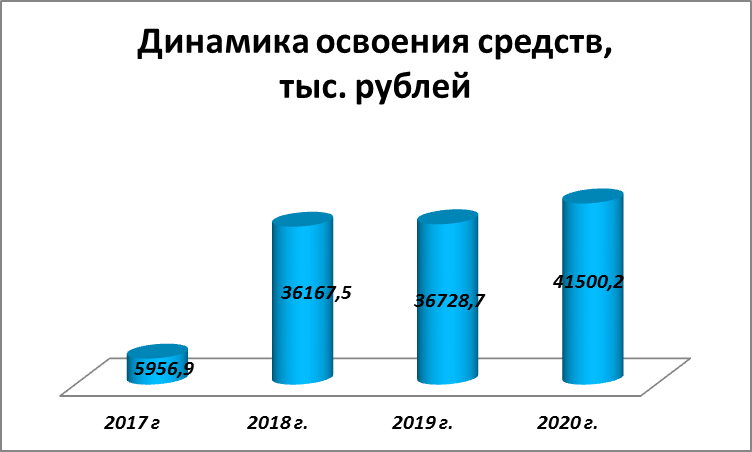 Динамика освоения средств,
тыс. рублей
5956,9
36167,5
36728,7
41500,2
2017 г
2018 г.
2019 г.
2020 г.